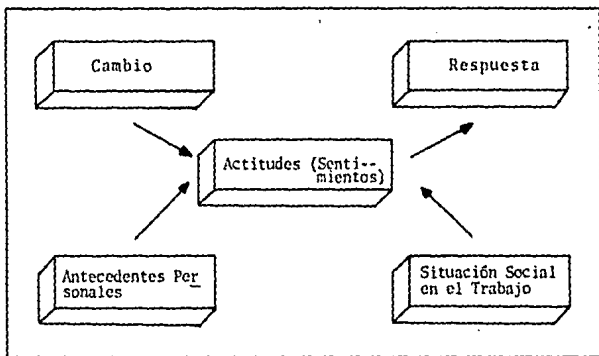 Cambio
Respuesta
Actitudes (Senti--
mientos)
Antecedentes Per
sonales
Situación Social
en el Trabajo